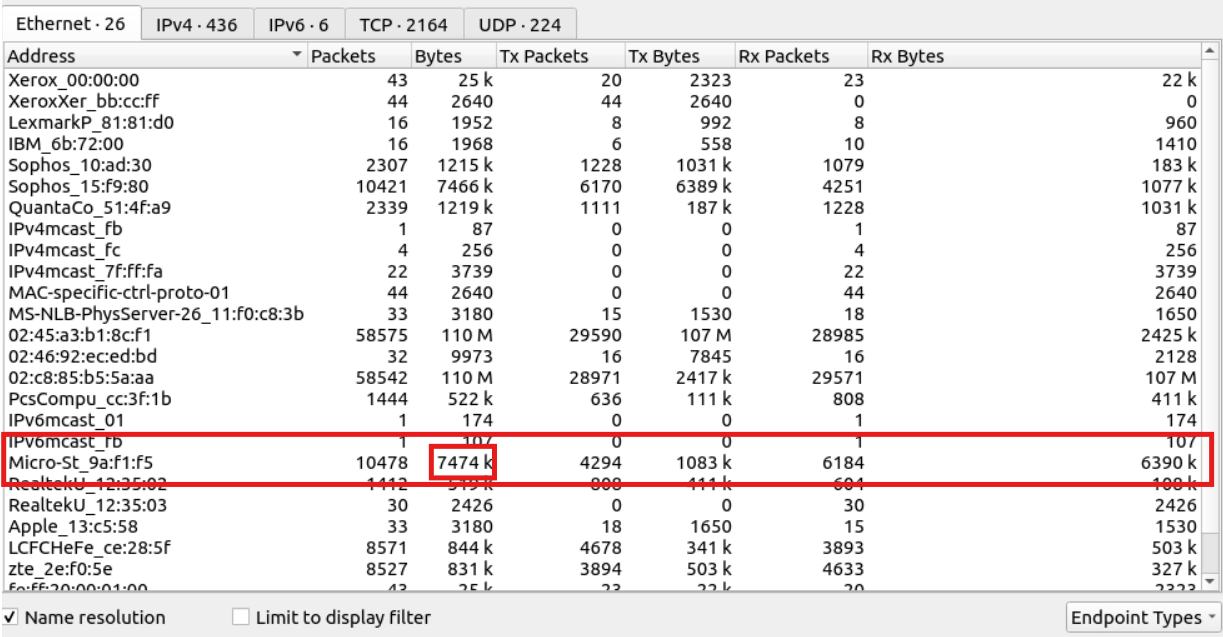 Ethernet · 26 IPv4 · 436 IPv6 · 6 TCP · 2164 UDP · 224
Address Packets Bytes Tx Packets Tx Bytes Rx Packets Rx Bytes
Xerox_00:00:00 43 25 k 20 2323 23 22 k
XeroxXer_bb:cc:ff 44 2640 44 2640 0 0
LexmarkP_81:81:d0 16 1952 8 992 8 960
IBM_6b:72:00 16 1968 6 558 10 1410
Sophos_10:ad:30 2307 1215 k 1228 1031 k 1079 183 k
Sophos_15:f9:80 10421 7466 k 6170 6389 k 4251 1077 k
QuantaCo_51:4f:a9 2339 1219 k 1111 187 k 1228 1031 k
IPv4mcast_fb 1 87 0 0 1 87
IPv4mcast_fc 4 256 0 0 4 256
IPv4mcast_7f:ff:fa 22 3739 0 0 22 3739
MAC-specific-ctrl-proto-01 44 2640 0 0 44 2640
MS-NLB-PhysServer-26_11:f0:c8:3b 33 3180 15 1530 18 1650
02:45:a3:b1:8c:f1 58575 110 M 29590 107 M 28985 2425 k
02:46:92:ec:ed:bd 32 9973 16 7845 16 2128
02:c8:85:b5:5a:aa 58542 110 M 28971 2417 k 29571 107 M
PcsCompu_cc:3f:1b 1444 522 k 636 111 k 808 411 k
IPv6mcast_01 1 174 0 0 1 174
IPv6mcast_fb 1 107 0 0 1 107
Micro-St_9a:f1:f5 10478 7474 k 4294 1083 k 6184 6390 k
RealtekU_12:35:02 1412 519 k 808 411 k 604 108 k
RealtekU_12:35:03 30 2426 0 0 30 2426
Apple_13:c5:58 33 3180 18 1650 15 1530
LCFCHeFe_ce:28:5f 8571 844 k 4678 341 k 3893 503 k
zte_2e:f0:5e 8527 831 k 3894 503 k 4633 327 k
fe:ff:20:00:01:00 43 25 k 23 22 k 20 2323
Name resolution Limit to display filter Endpoint Types